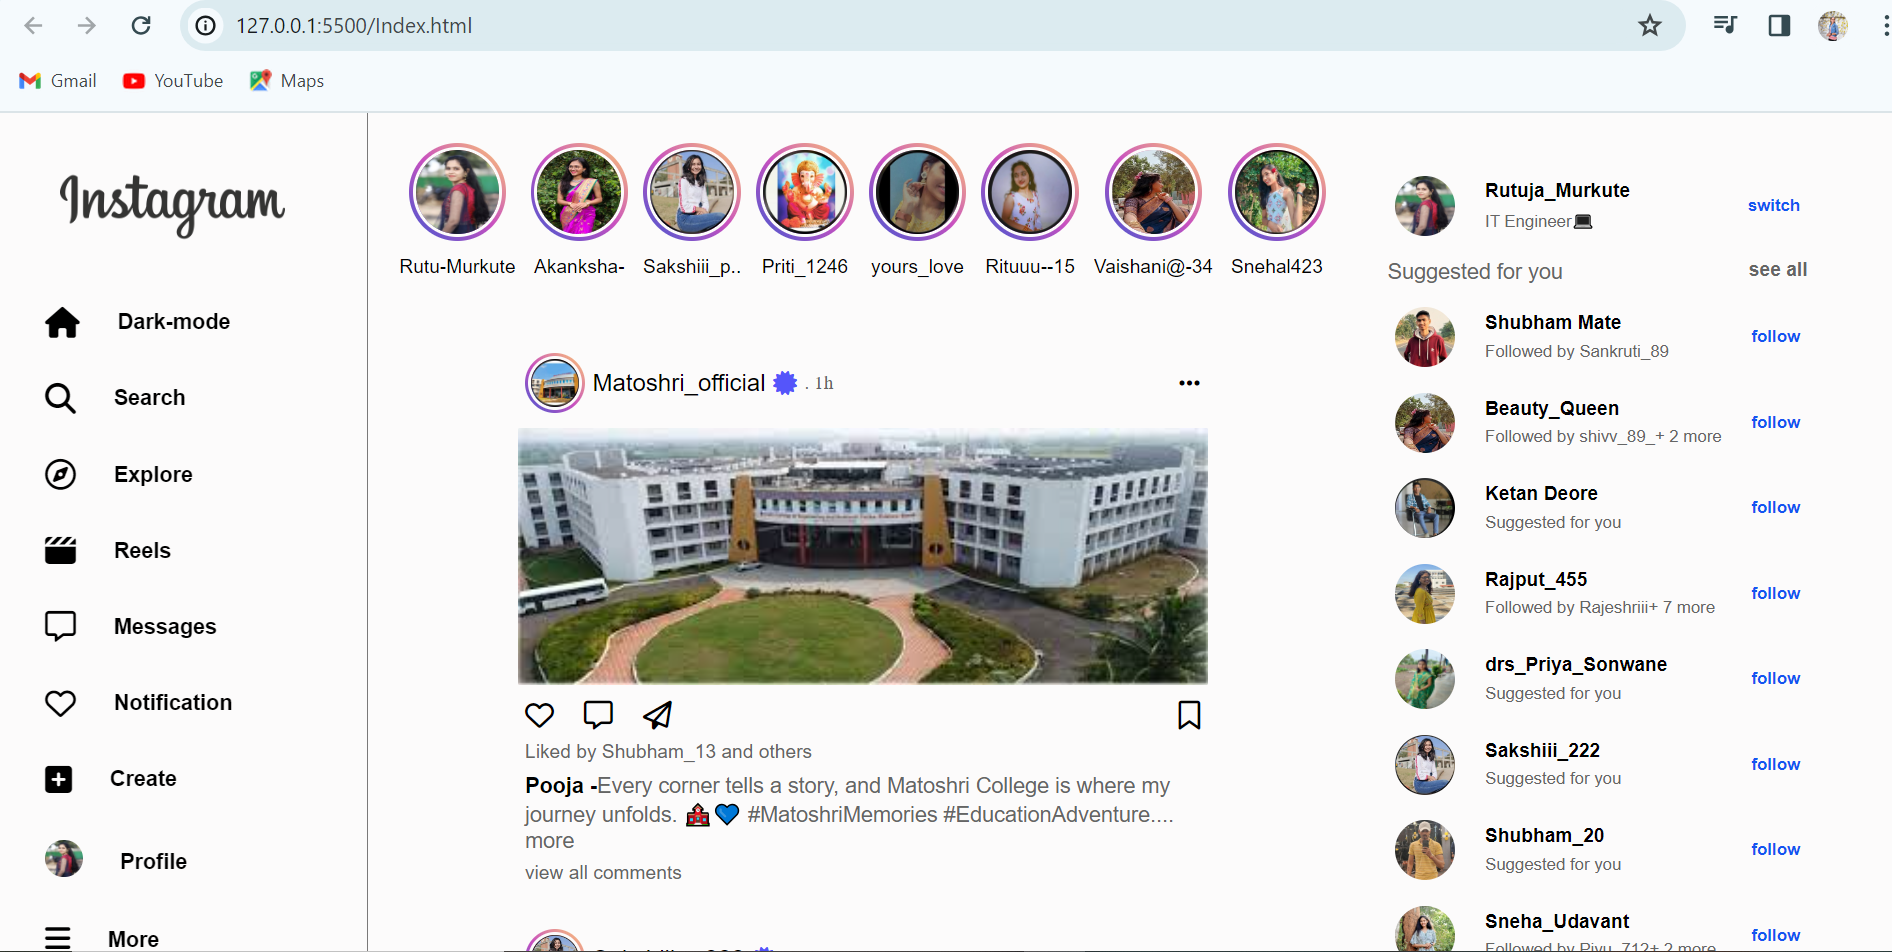 127.0.0.1:5500/Index.html
Gmail
YouTube
Maps
Instagram
Dark-mode
Search
Explore
Reels
Messages
Notification
Create
Profile
More
Rutu-Murkute
Akanksha-
Sakshiii_p..
Priti_1246
yours_love
Rituuu--15
Vaishani@-34
Snehal423
Matoshri_official . 1h
Liked by Shubham_13 and others
Pooja -Every corner tells a story, and Matoshri College is where my
journey unfolds. 🏫💙 #MatoshriMemories #EducationAdventure....
more
view all comments
Rutuja_Murkute
IT Engineer💻
switch
Suggested for you
see all
Shubham Mate
Followed by Sankruti_89
follow
Beauty_Queen
Followed by shivv_89_+ 2 more
follow
Ketan Deore
Suggested for you
follow
Rajput_455
Followed by Rajeshriii+ 7 more
follow
drs_Priya_Sonwane
Suggested for you
follow
Sakshiii_222
Suggested for you
follow
Shubham_20
Suggested for you
follow
Sneha_Udavant
Followed by Piyu_712+ 2 more
follow